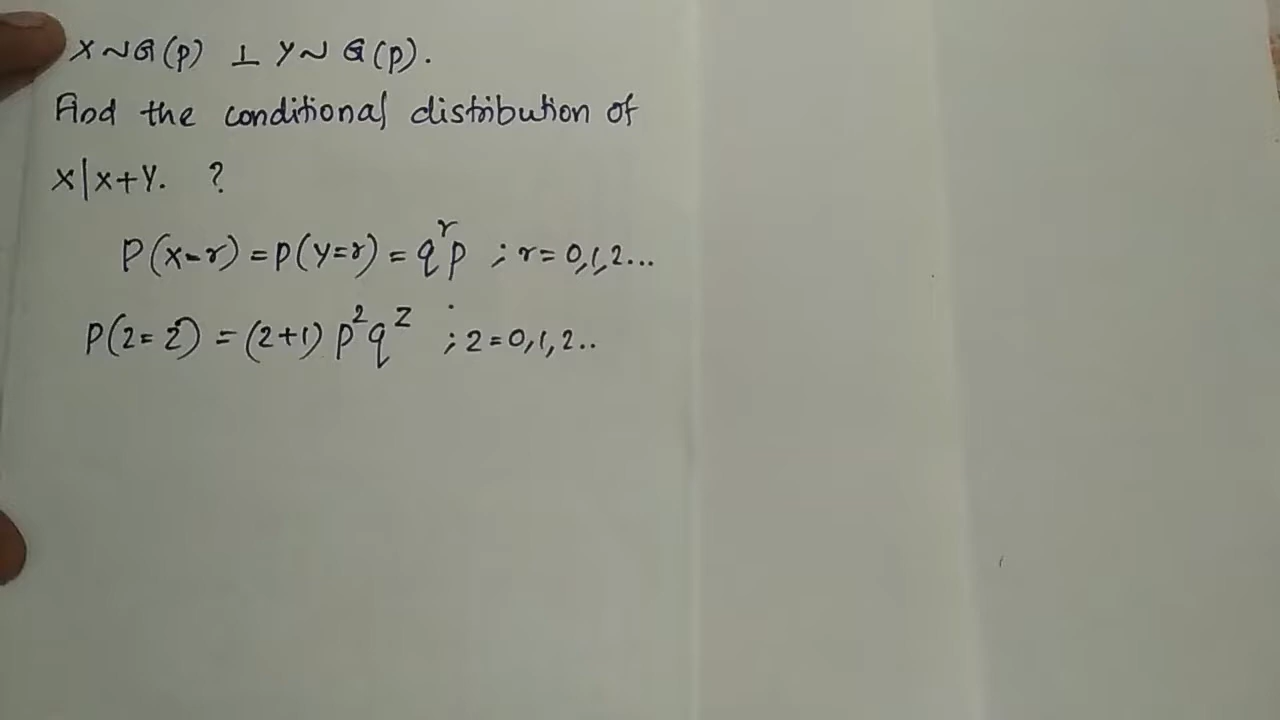 X~G(p) ⊥ Y~G(p).
Find the conditional distribution of
X|X+Y. ?
P(X=r) = P(Y=r) = q^r p ; r = 0,1,2...
P(Z=z) = (z+1) p^2 q^z ; z = 0,1,2..